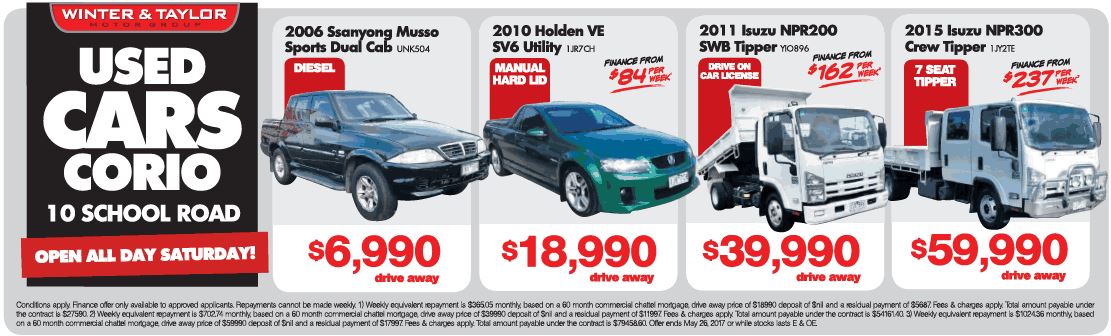 WINTER & TAYLOR
MOTOR GROUP
USED
CARS
CORIO
10 SCHOOL ROAD
OPEN ALL DAY SATURDAY!
2006 Ssanyong Musso
Sports Dual Cab UNK504
DIESEL
$6,990
drive away
2010 Holden VE
SV6 Utility 1JR7CH
MANUAL
HARD LID
FINANCE FROM
$84 PER WEEK¹
$18,990
drive away
2011 Isuzu NPR200
SWB Tipper YIO896
DRIVE ON
CAR LICENSE
FINANCE FROM
$162 PER WEEK²
$39,990
drive away
2015 Isuzu NPR300
Crew Tipper 1JY2TE
7 SEAT
TIPPER
FINANCE FROM
$237 PER WEEK³
$59,990
drive away
Conditions apply. Finance offer only available to approved applicants. Repayments cannot be made weekly, 1) Weekly equivalent repayment is $365.05 monthly, based on a 60 month commercial chattel mortgage, drive away price of $18990 deposit of $nil and a residual payment of $5687. Fees & charges apply. Total amount payable under
the contract is $27590. 2) Weekly equivalent repayment is $702.74 monthly, based on a 60 month commercial chattel mortgage, drive away price of $39990 deposit of $nil and a residual payment of $11997. Fees & charges apply. Total amount payable under the contract is $54161.40. 3) Weekly equivalent repayment is $1024.36 monthly, based
on a 60 month commercial chattel mortgage, drive away price of $59990 deposit of $nil and a residual payment of $17997. Fees & charges apply. Total amount payable under the contract is $79458.60. Offer ends May 26, 2017 or while stocks lasts E & OE.